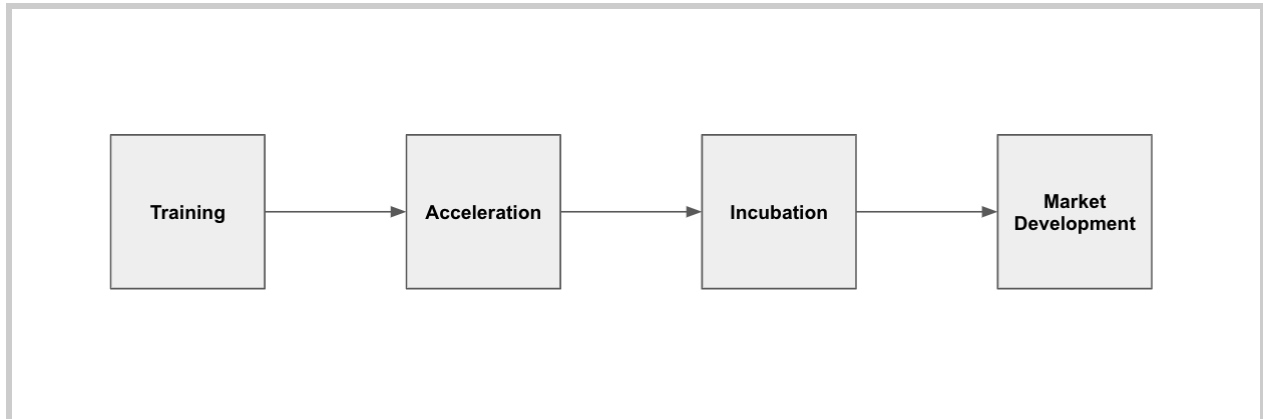 Training
Acceleration
Incubation
Market
Development